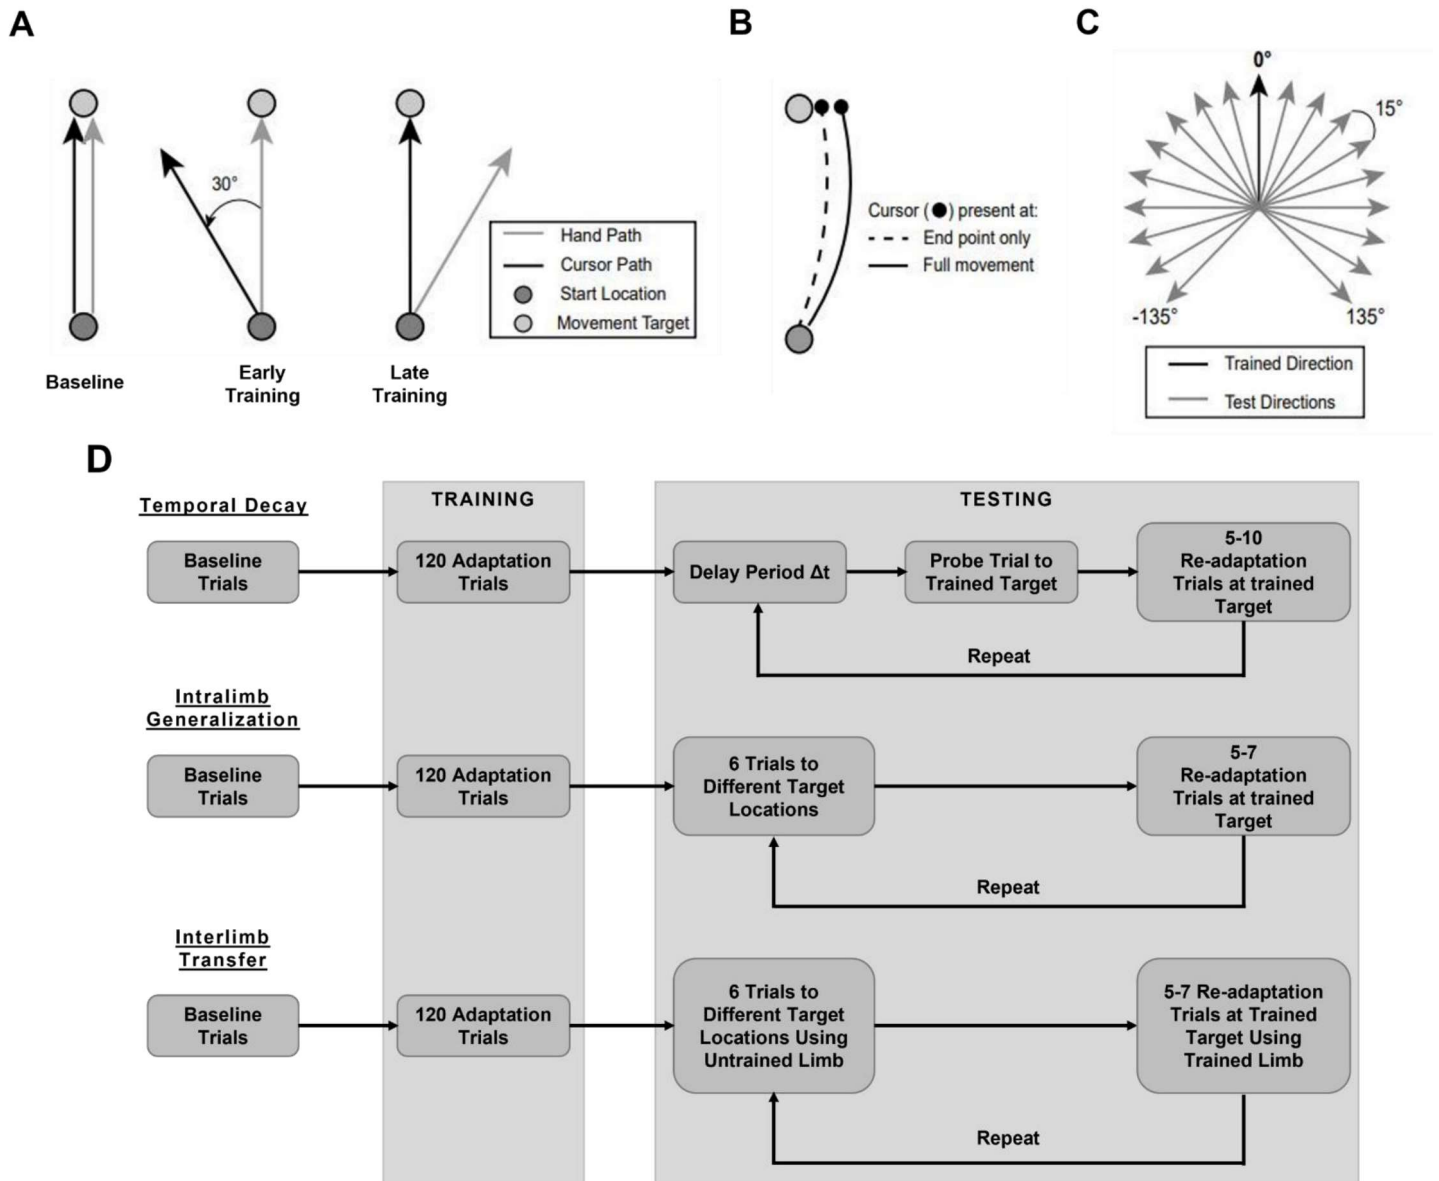 A
30°
Hand Path
Cursor Path
Start Location
Movement Target
Baseline
Early
Training
Late
Training
B
Cursor (●) present at:
End point only
Full movement
C
0°
15°
-135°
135°
Trained Direction
Test Directions
D
TRAINING
TESTING
Temporal Decay
Baseline
Trials
120 Adaptation
Trials
Delay Period Δt
Probe Trial to
Trained Target
5-10
Re-adaptation
Trials at trained
Target
Repeat
Intralimb
Generalization
Baseline
Trials
120 Adaptation
Trials
6 Trials to
Different Target
Locations
5-7
Re-adaptation
Trials at trained
Target
Repeat
Interlimb
Transfer
Baseline
Trials
120 Adaptation
Trials
6 Trials to
Different Target
Locations Using
Untrained Limb
5-7 Re-adaptation
Trials at Trained
Target Using
Trained Limb
Repeat